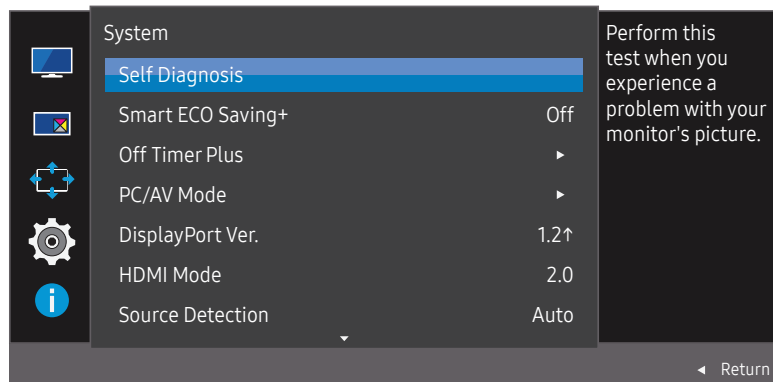 System
Self Diagnosis
Smart ECO Saving+ Off
Off Timer Plus ►
PC/AV Mode ►
DisplayPort Ver. 1.2↑
HDMI Mode 2.0
Source Detection Auto
Perform this
test when you
experience a
problem with your
monitor's picture.
◄ Return